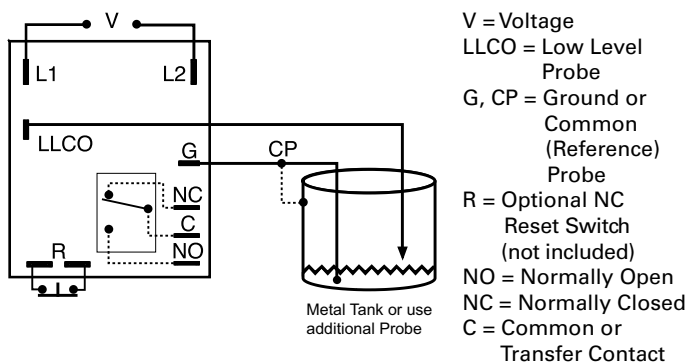 V
L1
L2
LLCO
G
CP
NC
C
NO
R
Metal Tank or use
additional Probe
V = Voltage
LLCO = Low Level
Probe
G, CP = Ground or
Common
(Reference)
Probe
R = Optional NC
Reset Switch
(not included)
NO = Normally Open
NC = Normally Closed
C = Common or
Transfer Contact